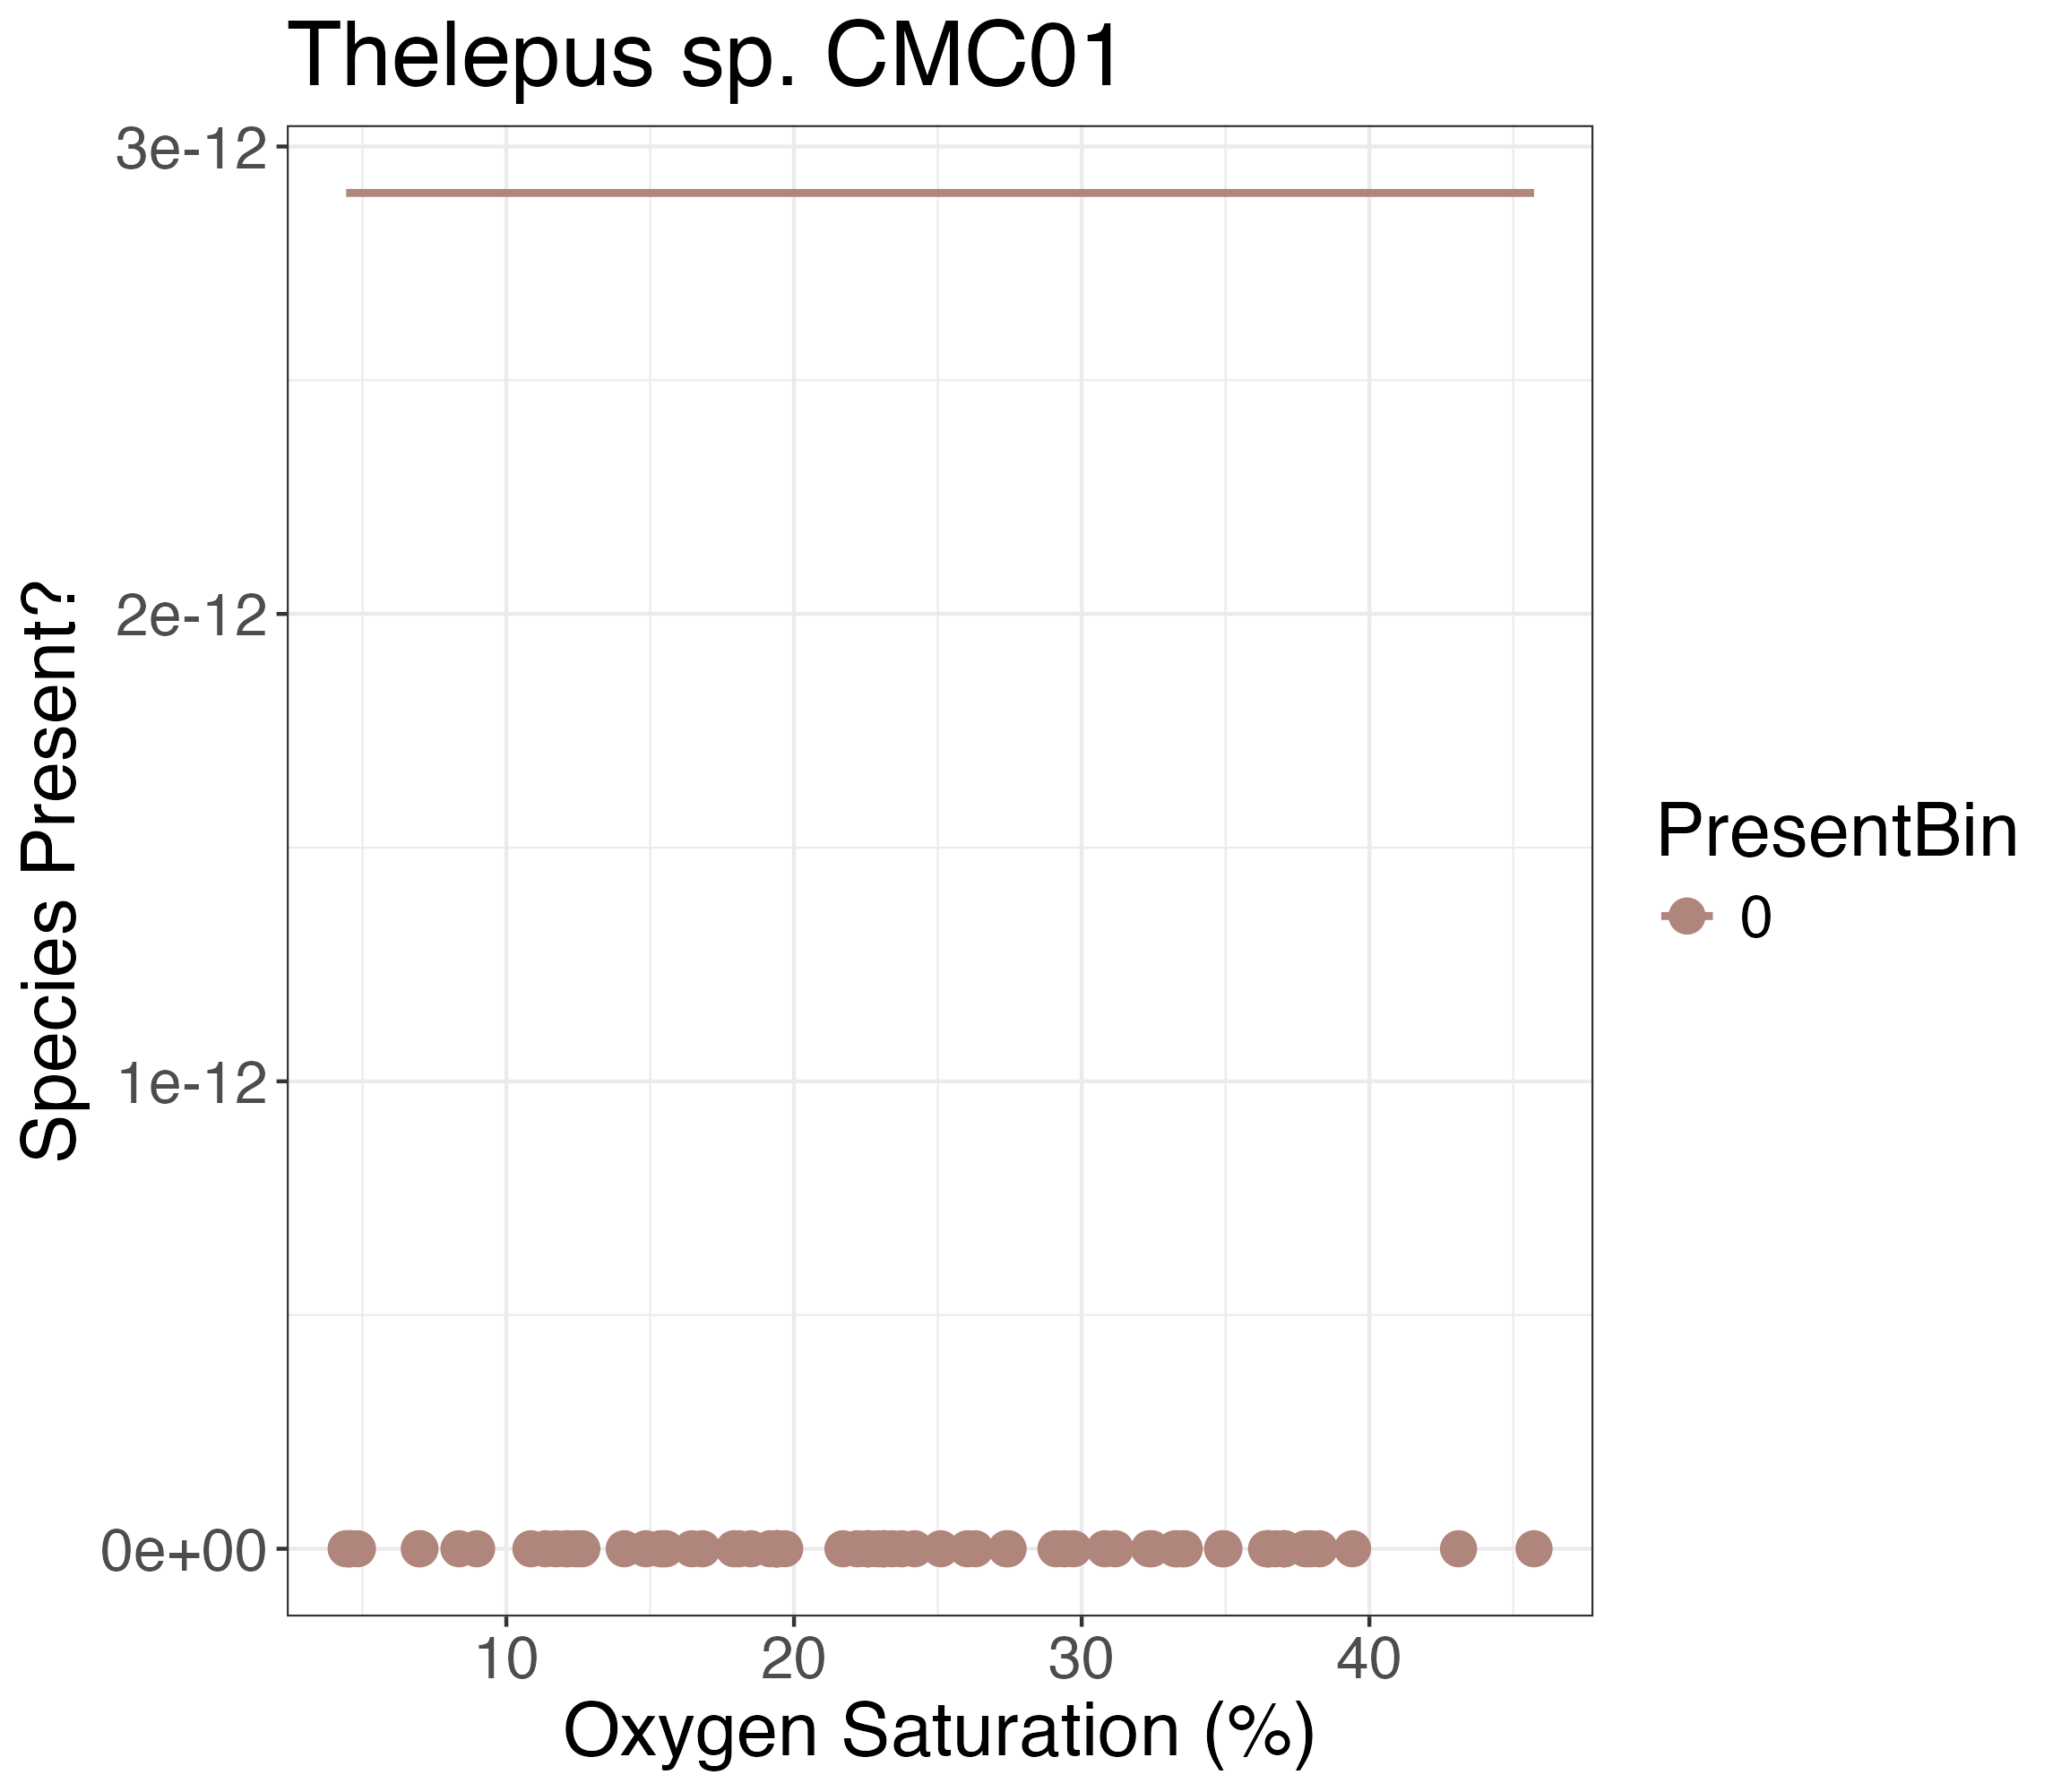 Thelepus sp. CMC01
3e-12
2e-12
1e-12
0e+00
Species Present?
10 20 30 40
Oxygen Saturation (%)
PresentBin
0